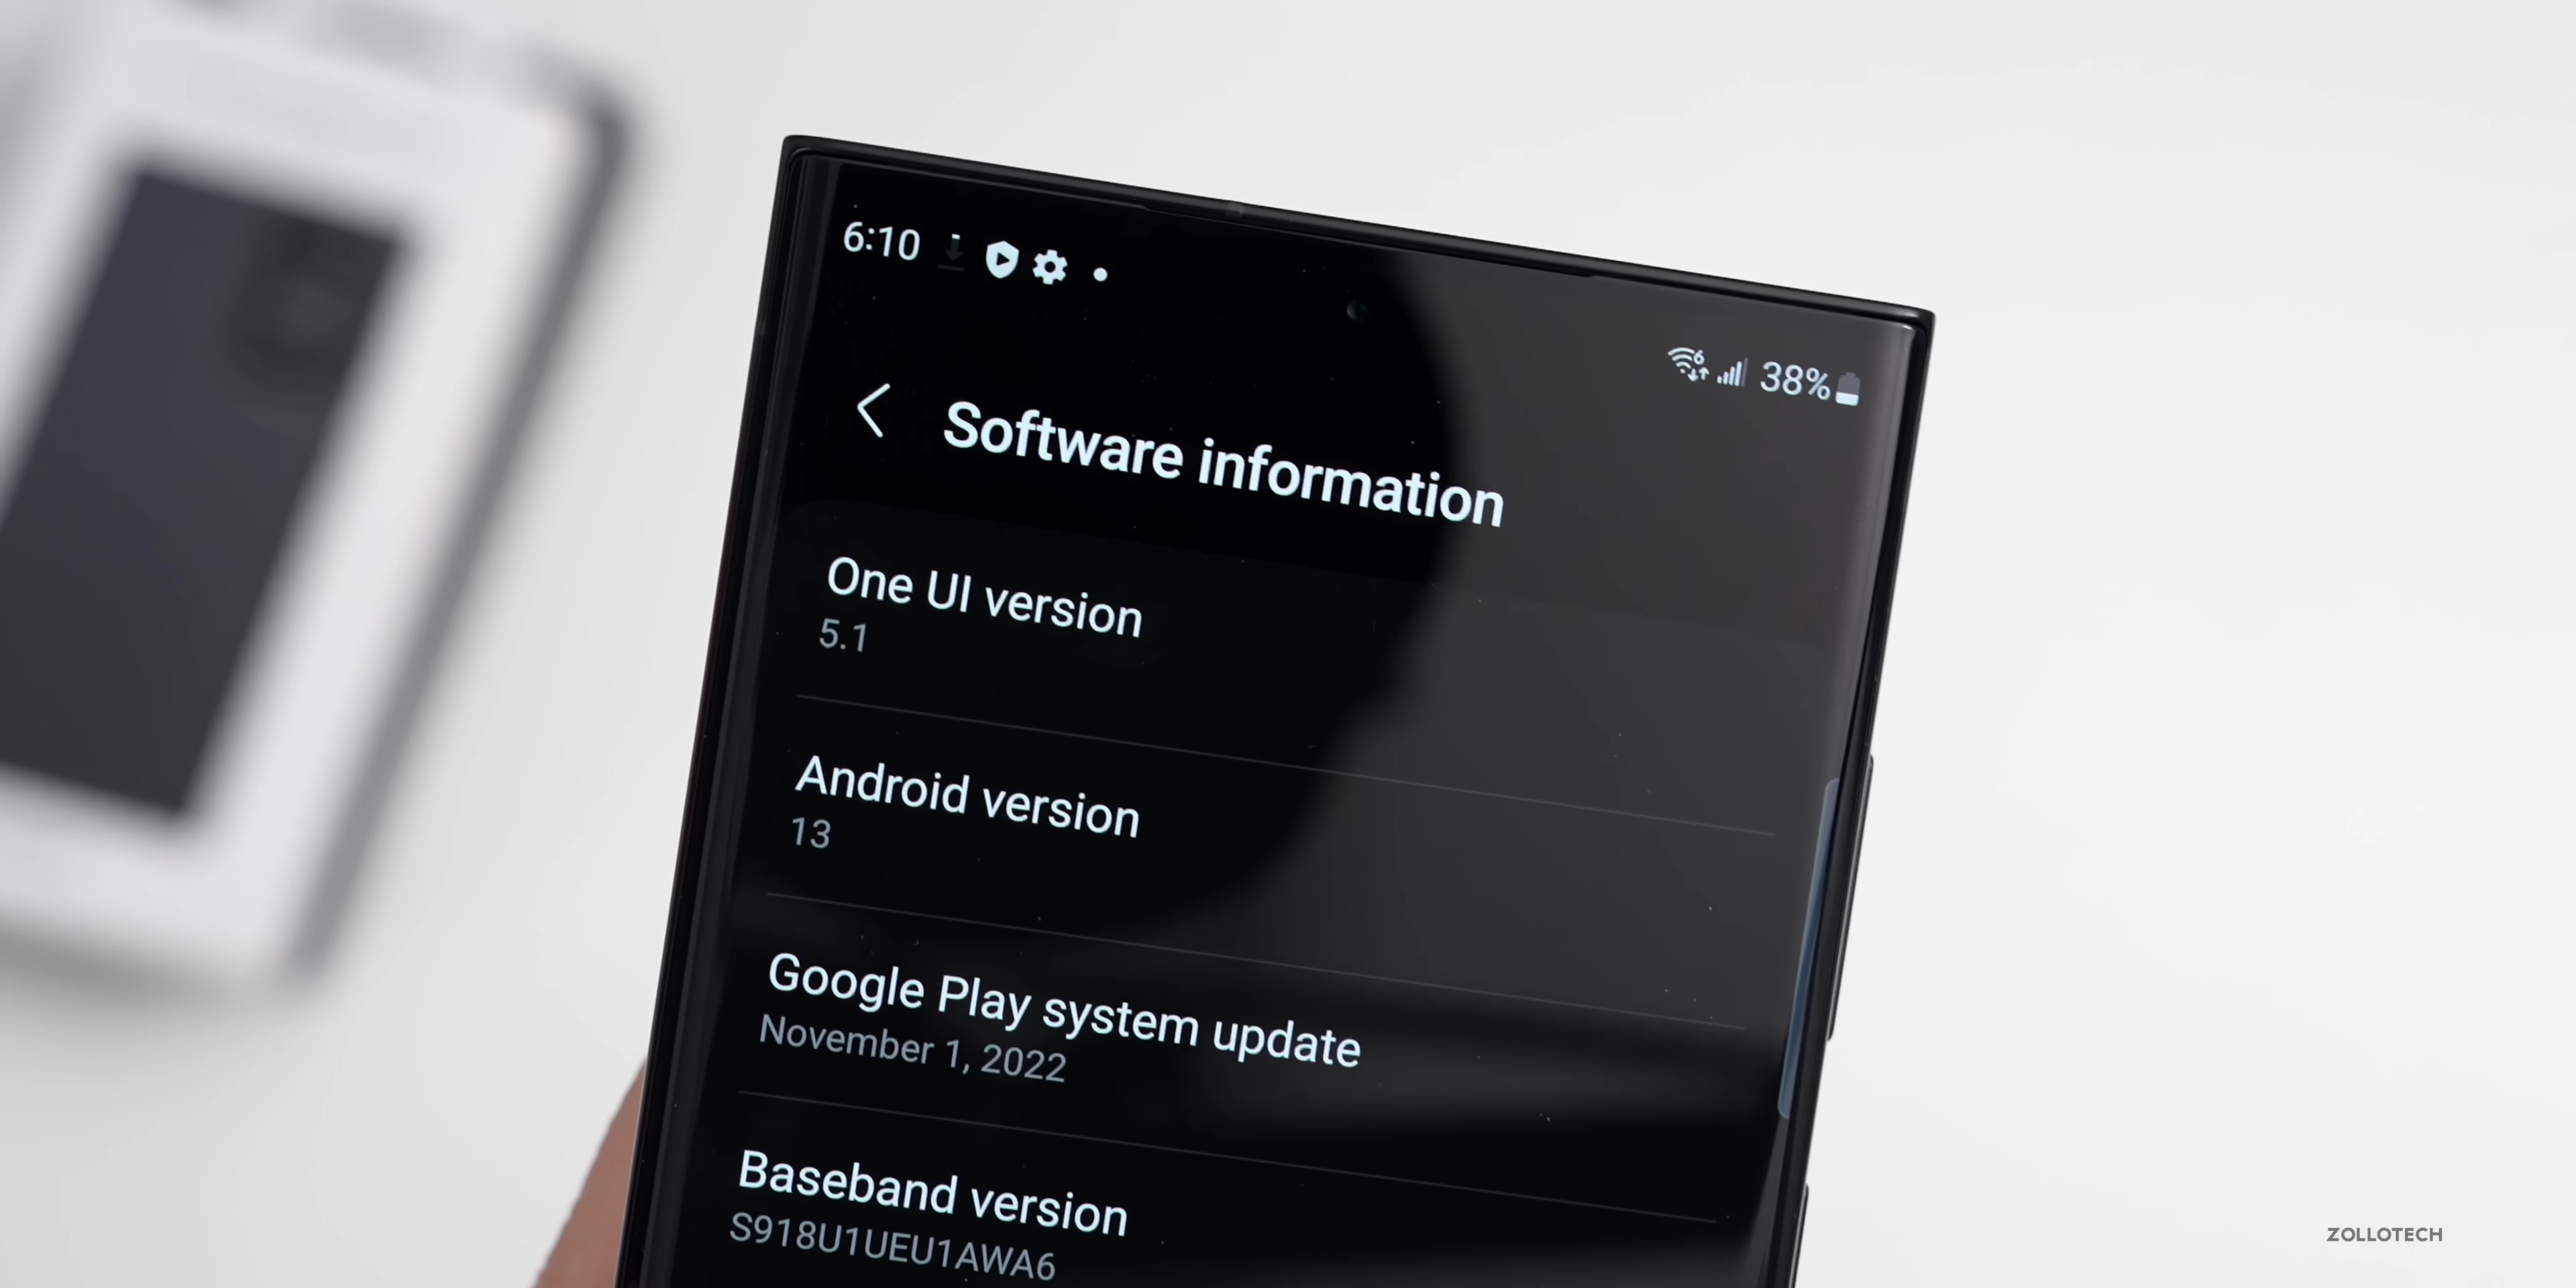 6:10
6
38%
Software information
One UI version
5.1
Android version
13
Google Play system update
November 1, 2022
Baseband version
S918U1UEU1AWA6
ZOLLOTECH